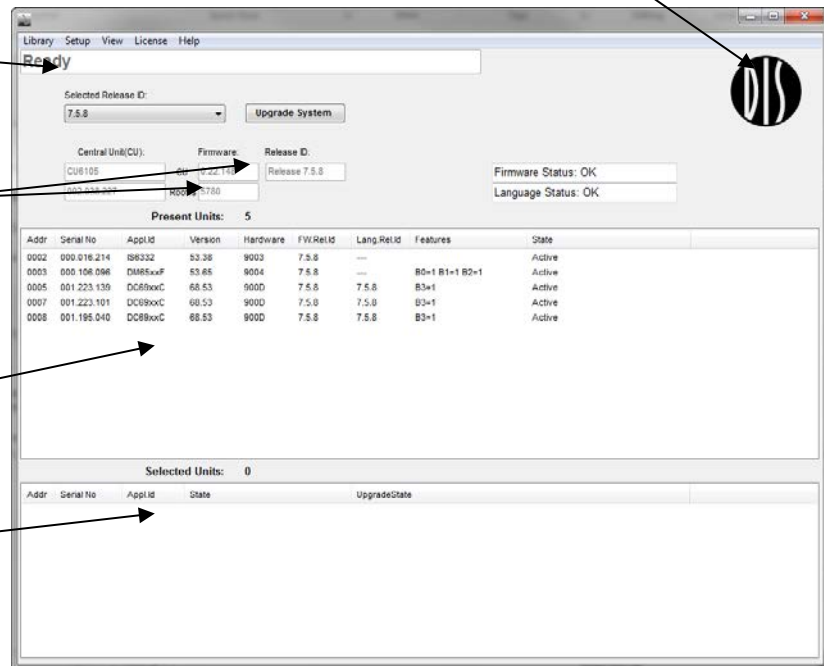 Library Setup View License Help
Ready
DIS
Selected Release ID:
7.5.8 Upgrade System
Central Unit(CU): Firmware: Release ID:
CU6105 CU Release 7.5.8 Firmware Status: OK
5780 Language Status: OK
Present Units: 5
Addr Serial No Appl.Id Version Hardware FW.Rel.Id Lang.Rel.Id Features State
0002 000.016.214 IS6332 53.38 9003 7.5.8 --- Active
0003 000.106.096 DM65xxF 53.65 9004 7.5.8 --- B0=1 B1=1 B2=1 Active
0005 001.223.139 DC69xxC 68.53 900D 7.5.8 7.5.8 B3=1 Active
0007 001.223.101 DC69xxC 68.53 900D 7.5.8 7.5.8 B3=1 Active
0008 001.195.040 DC69xxC 68.53 900D 7.5.8 7.5.8 B3=1 Active
Selected Units: 0
Addr Serial No Appl.Id State UpgradeState